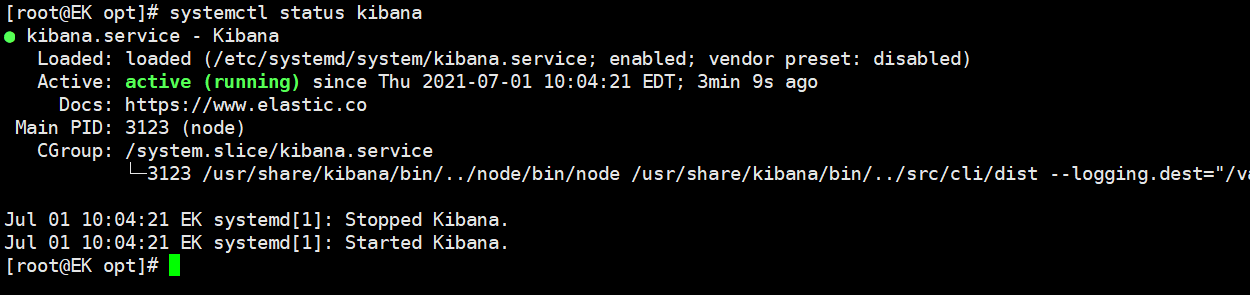 [root@EK opt]# systemctl status kibana
● kibana.service - Kibana
   Loaded: loaded (/etc/systemd/system/kibana.service; enabled; vendor preset: disabled)
   Active: active (running) since Thu 2021-07-01 10:04:21 EDT; 3min 9s ago
     Docs: https://www.elastic.co
 Main PID: 3123 (node)
   CGroup: /system.slice/kibana.service
           └─3123 /usr/share/kibana/bin/../node/bin/node /usr/share/kibana/bin/../src/cli/dist --logging.dest="/va

Jul 01 10:04:21 EK systemd[1]: Stopped Kibana.
Jul 01 10:04:21 EK systemd[1]: Started Kibana.
[root@EK opt]#